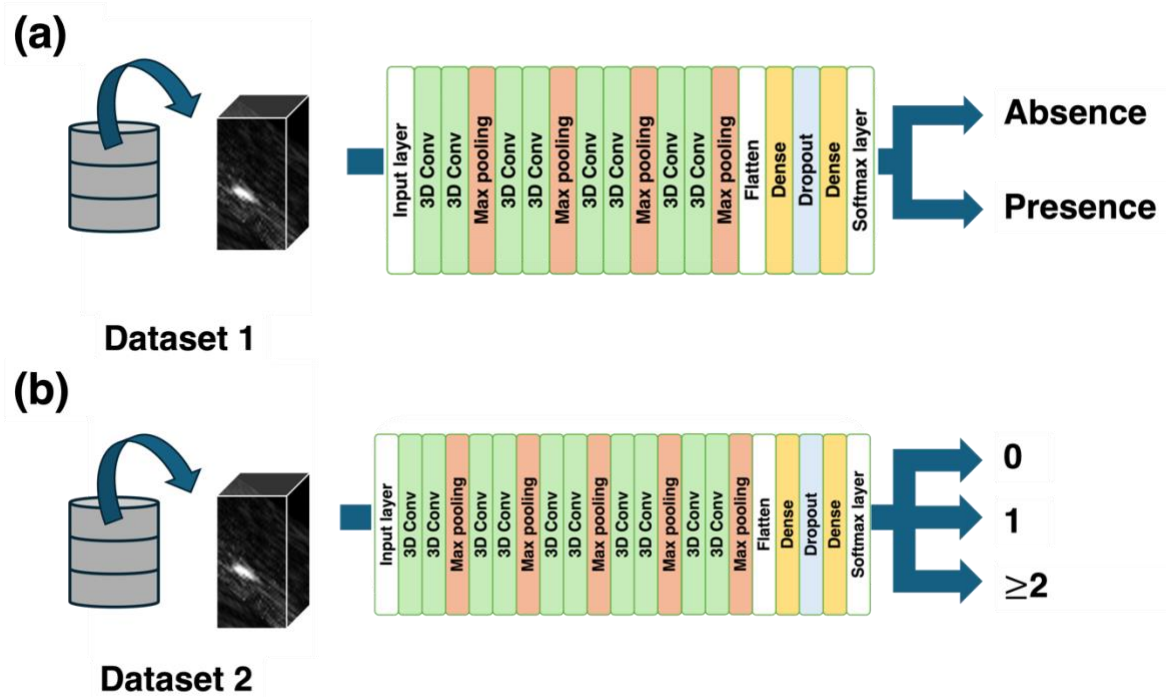 (a)
Dataset 1
Input layer
3D Conv
3D Conv
Max pooling
3D Conv
3D Conv
Max pooling
3D Conv
3D Conv
Max pooling
3D Conv
3D Conv
Max pooling
Flatten
Dense
Dropout
Dense
Softmax layer
Absence
Presence
(b)
Dataset 2
Input layer
3D Conv
3D Conv
Max pooling
3D Conv
3D Conv
Max pooling
3D Conv
3D Conv
Max pooling
3D Conv
3D Conv
Max pooling
3D Conv
3D Conv
Max pooling
Flatten
Dense
Dropout
Dense
Softmax layer
0
1
≥2